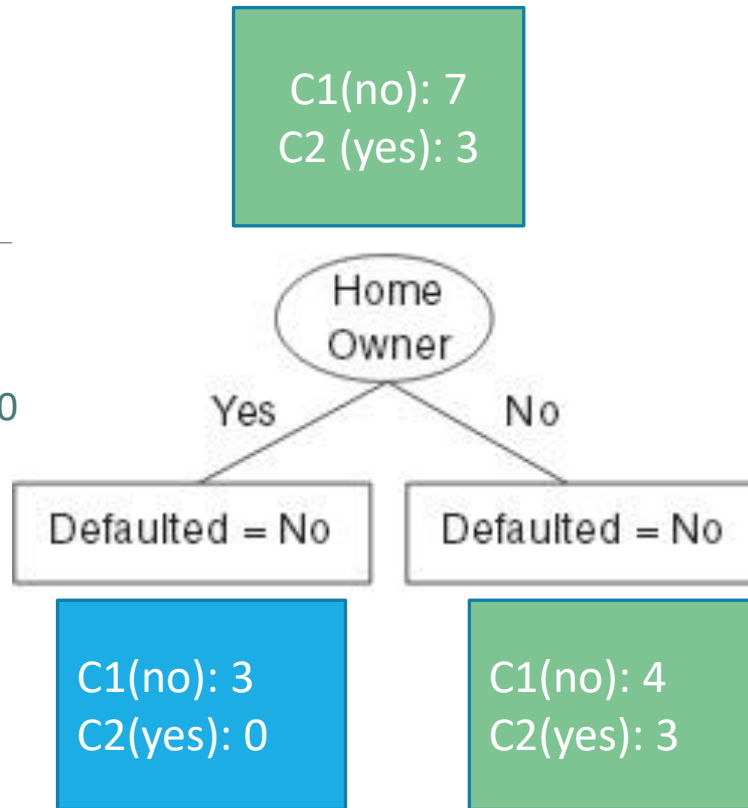 C1(no): 7
C2 (yes): 3
Home
Owner
0
Yes
No
Defaulted = No
Defaulted = No
C1(no): 3
C2(yes): 0
C1(no): 4
C2(yes): 3